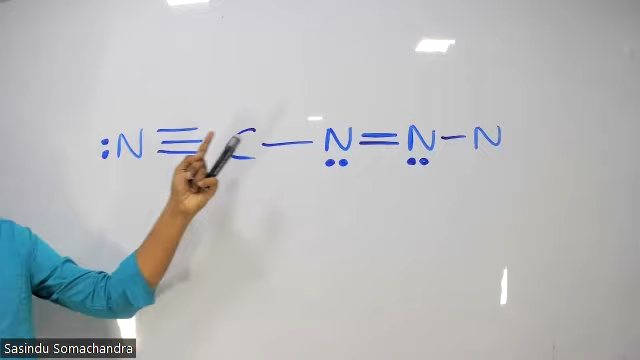 :N ≡ C — N̤ = N̤ — N
Sasindu Somachandra